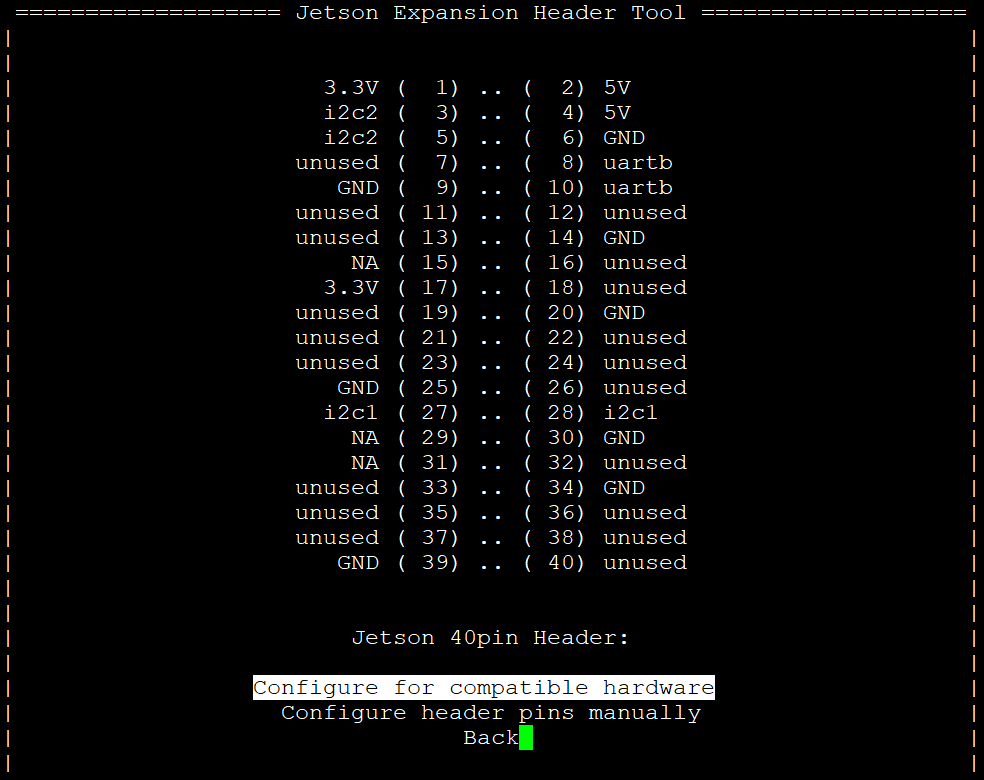 =================== Jetson Expansion Header Tool ===================
3.3V (  1) .. (  2) 5V
i2c2 (  3) .. (  4) 5V
i2c2 (  5) .. (  6) GND
unused (  7) .. (  8) uartb
GND (  9) .. ( 10) uartb
unused ( 11) .. ( 12) unused
unused ( 13) .. ( 14) GND
NA ( 15) .. ( 16) unused
3.3V ( 17) .. ( 18) unused
unused ( 19) .. ( 20) GND
unused ( 21) .. ( 22) unused
unused ( 23) .. ( 24) unused
GND ( 25) .. ( 26) unused
i2c1 ( 27) .. ( 28) i2c1
NA ( 29) .. ( 30) GND
NA ( 31) .. ( 32) unused
unused ( 33) .. ( 34) GND
unused ( 35) .. ( 36) unused
unused ( 37) .. ( 38) unused
GND ( 39) .. ( 40) unused
Jetson 40pin Header:
Configure for compatible hardware
Configure header pins manually
Back